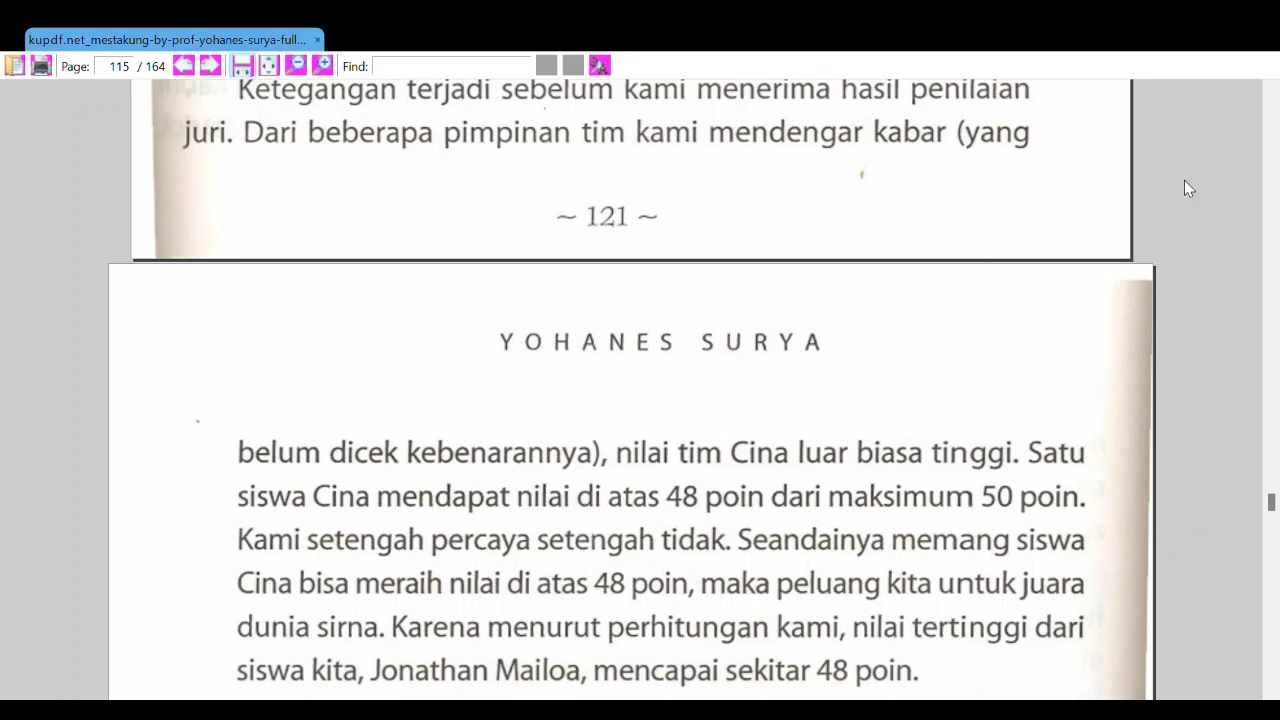 kupdf.net_mestakung-by-prof-yohanes-surya-full... ×
Page: 115 / 164 Find:
Ketegangan terjadi sebelum kami menerima hasil penilaian
juri. Dari beberapa pimpinan tim kami mendengar kabar (yang
~ 121 ~
YOHANES SURYA
belum dicek kebenarannya), nilai tim Cina luar biasa tinggi. Satu
siswa Cina mendapat nilai di atas 48 poin dari maksimum 50 poin.
Kami setengah percaya setengah tidak. Seandainya memang siswa
Cina bisa meraih nilai di atas 48 poin, maka peluang kita untuk juara
dunia sirna. Karena menurut perhitungan kami, nilai tertinggi dari
siswa kita, Jonathan Mailoa, mencapai sekitar 48 poin.